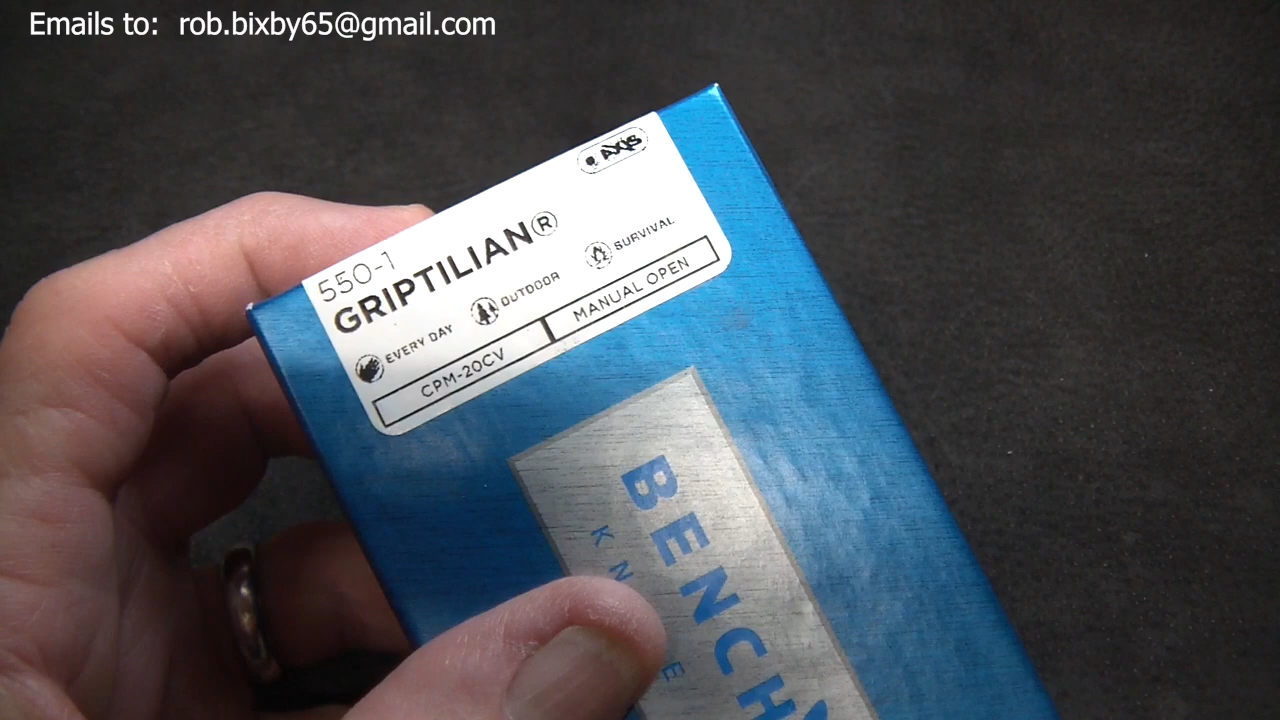 Emails to: rob.bixby65@gmail.com
AXIS
550-1
GRIPTILIAN®
EVERY DAY OUTDOOR SURVIVAL
CPM-20CV MANUAL OPEN
BENCH
KN E